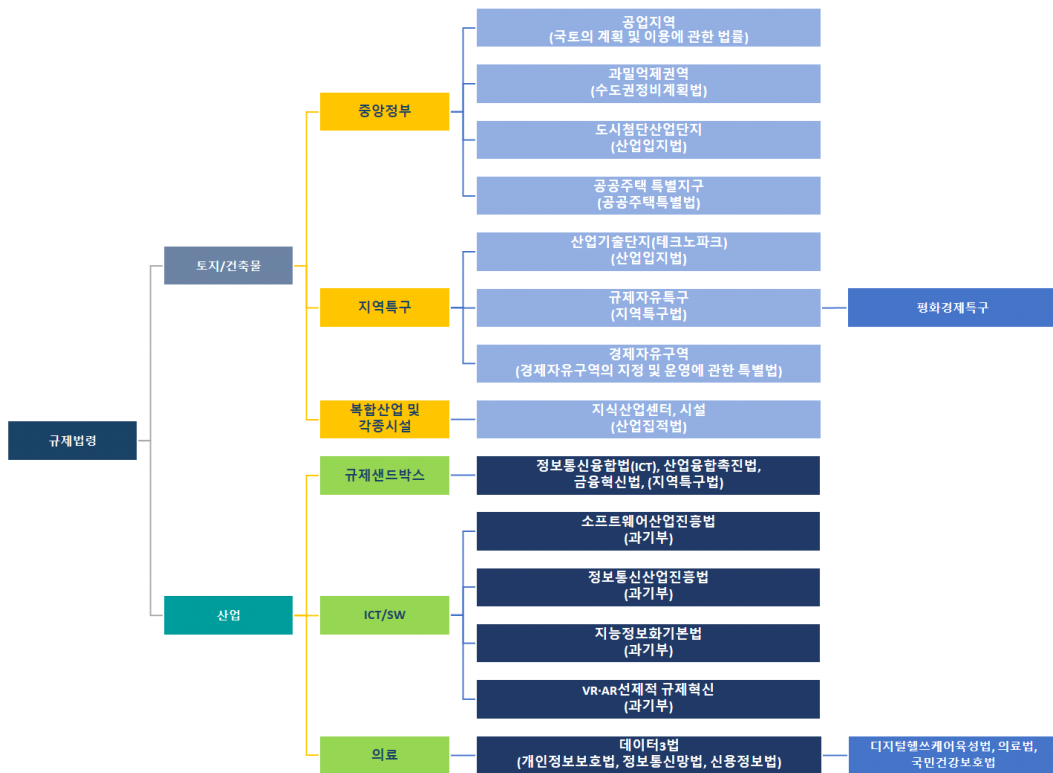 규제법령
토지/건축물
중앙정부
공업지역
(국토의 계획 및 이용에 관한 법률)
과밀억제권역
(수도권정비계획법)
도시첨단산업단지
(산업입지법)
공공주택 특별지구
(공공주택특별법)
지역특구
산업기술단지(테크노파크)
(산업입지법)
규제자유특구
(지역특구법)
평화경제특구
경제자유구역
(경제자유구역의 지정 및 운영에 관한 특별법)
복합산업 및
각종시설
지식산업센터, 시설
(산업집적법)
산업
규제샌드박스
정보통신융합법(ICT), 산업융합촉진법,
금융혁신법, (지역특구법)
ICT/SW
소프트웨어산업진흥법
(과기부)
정보통신산업진흥법
(과기부)
지능정보화기본법
(과기부)
VR·AR선제적 규제혁신
(과기부)
의료
데이터3법
(개인정보보호법, 정보통신망법, 신용정보법)
디지털헬쓰케어육성법, 의료법,
국민건강보호법